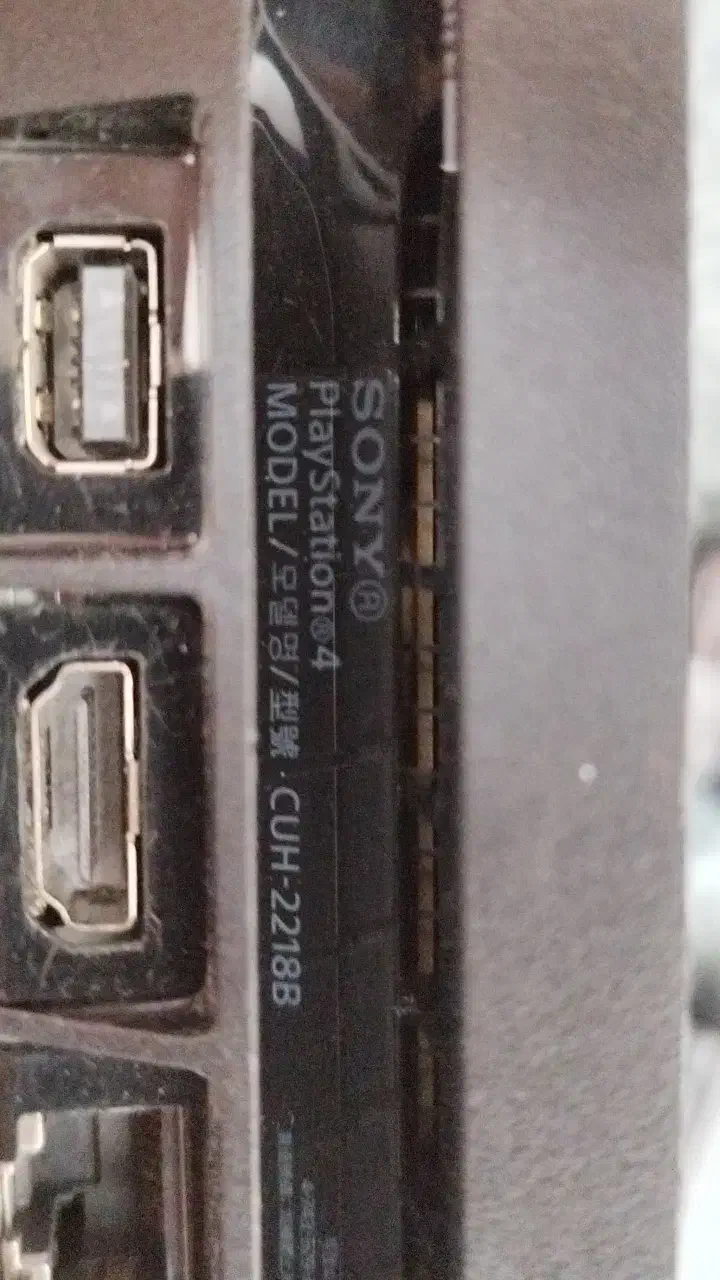 SONY®
PlayStation®4
MODEL/모델명/型號 : CUH-2218B